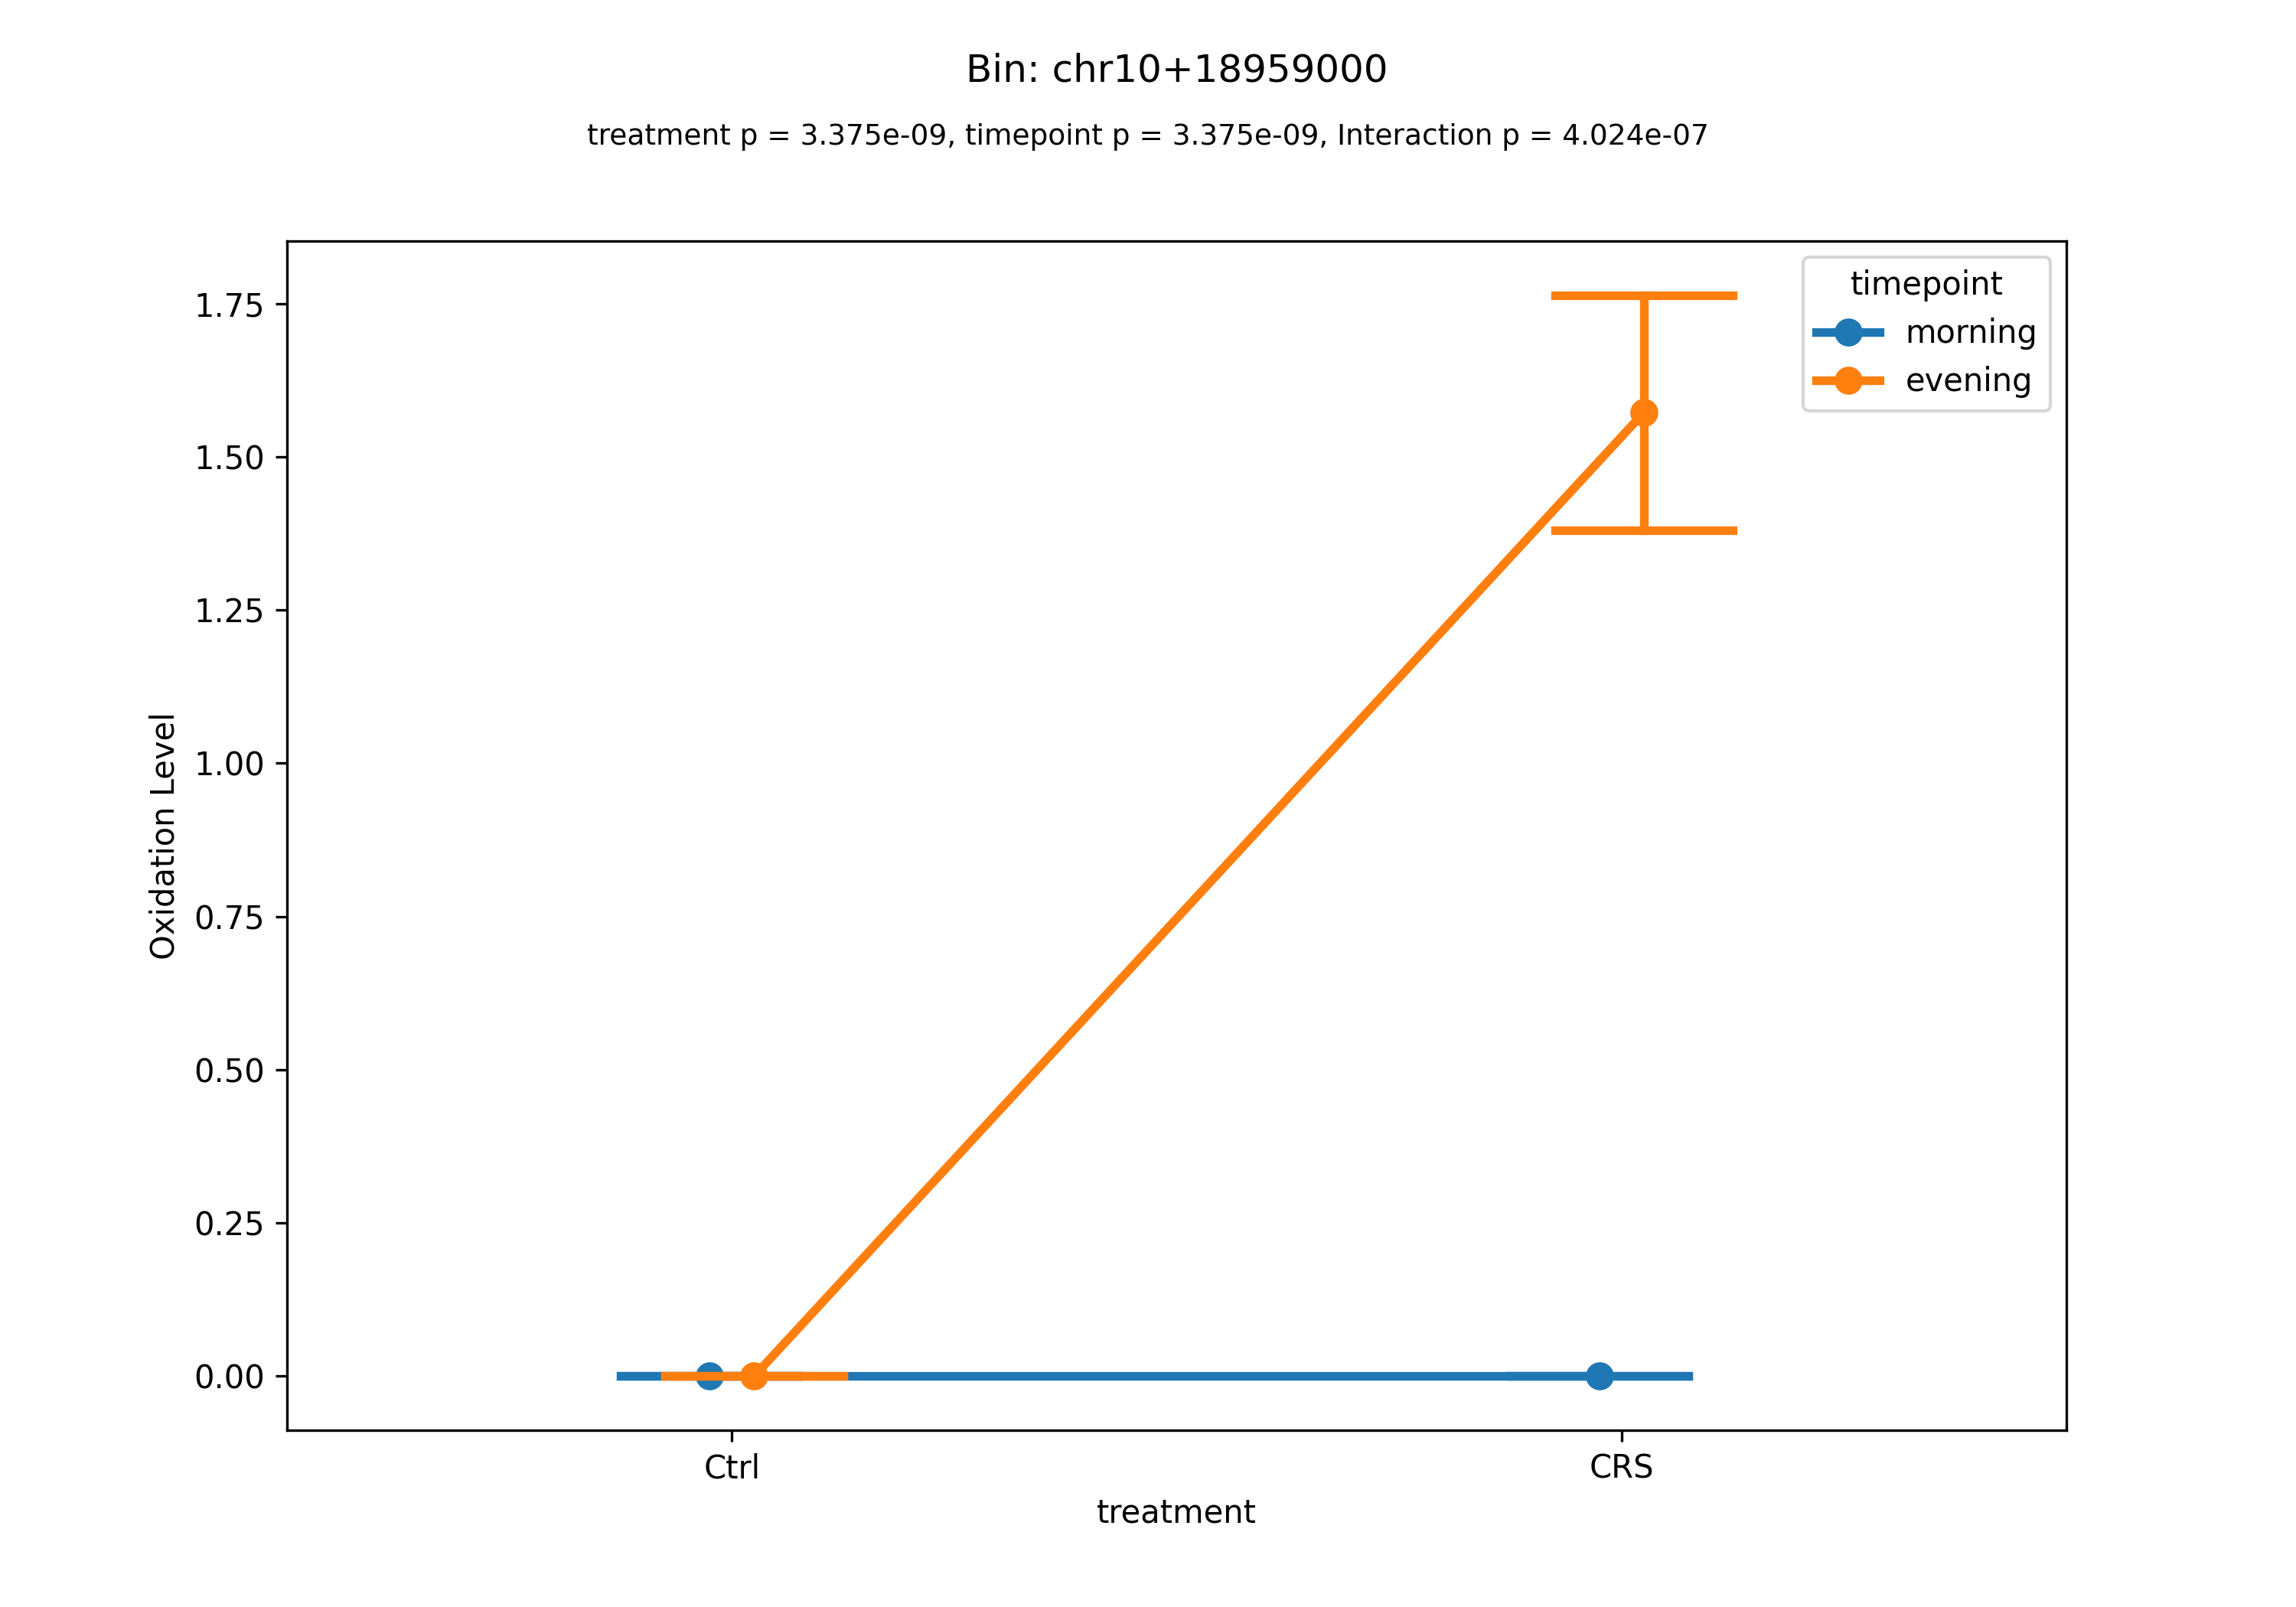 Bin: chr10+18959000
treatment p = 3.375e-09, timepoint p = 3.375e-09, Interaction p = 4.024e-07
timepoint
morning
evening
1.75
1.50
1.25
1.00
0.75
0.50
0.25
0.00
Oxidation Level
Ctrl
CRS
treatment